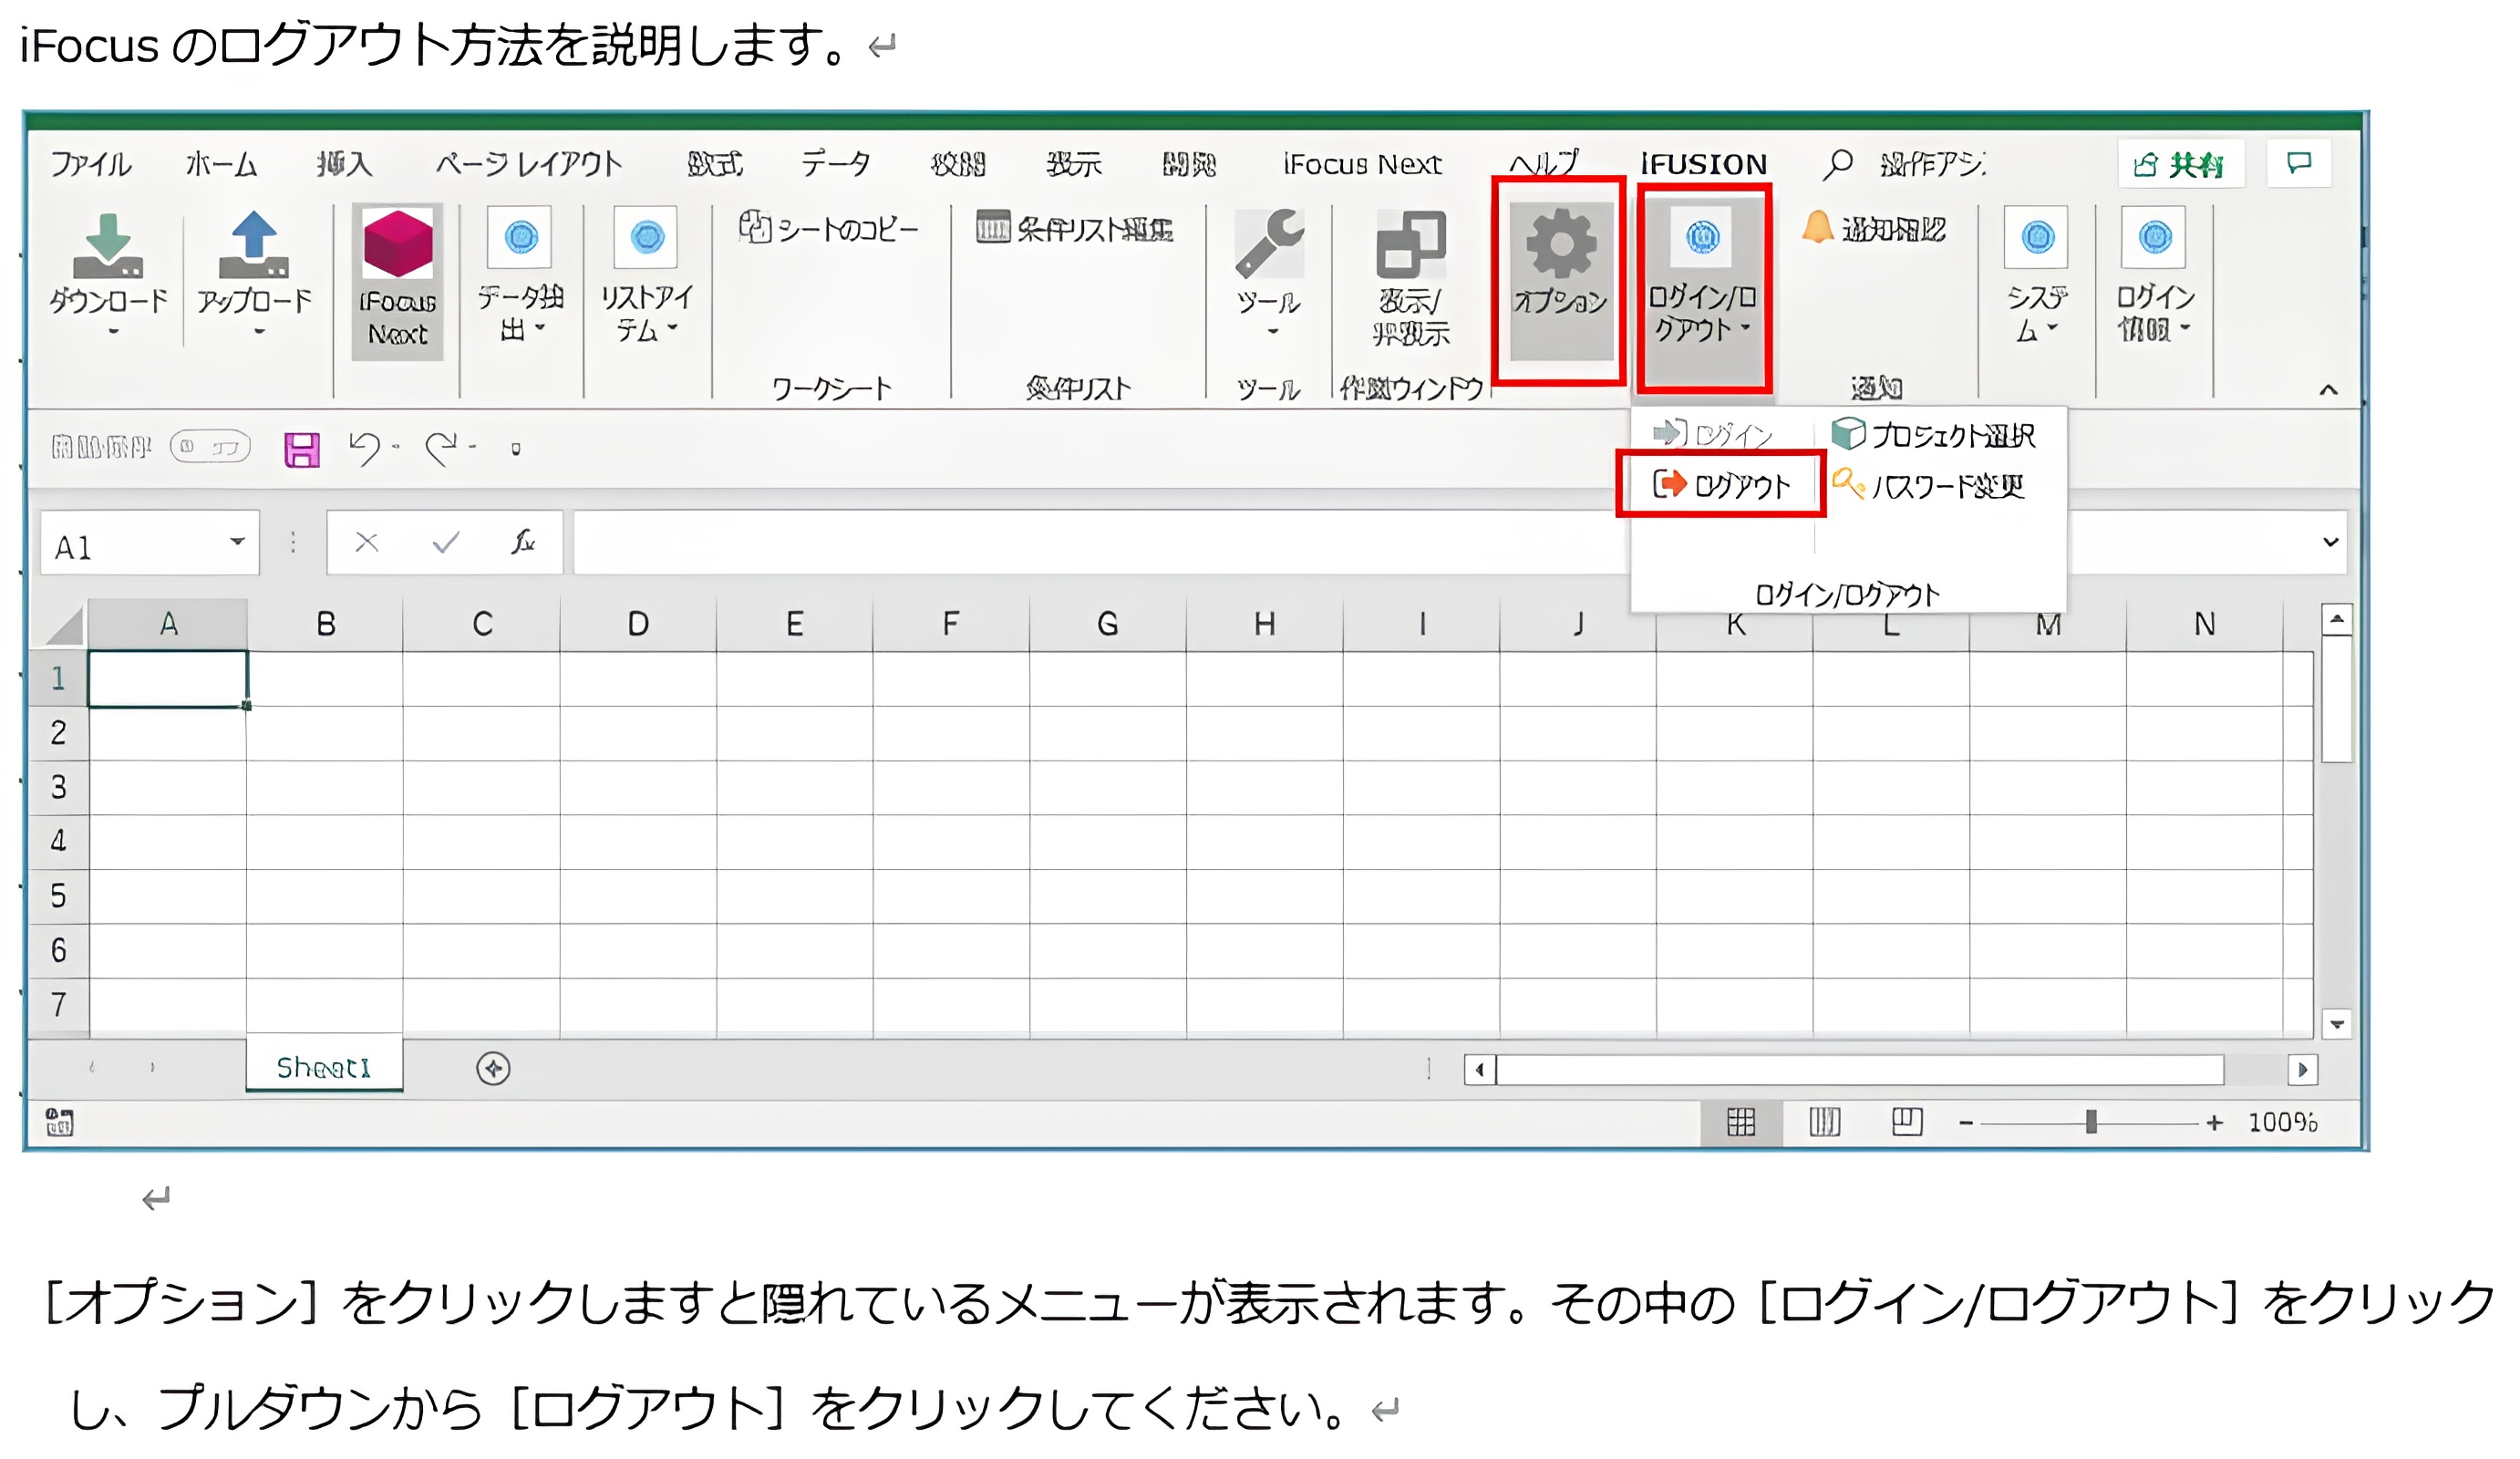 iFocus のログアウト方法を説明します。
ファイル ホーム 挿入 ページ レイアウト 数式 データ 校閲 表示 開発 iFocus Next ヘルプ iFUSION 共有
ダウンロード アップロード iFocus Next データ抽出 リストアイテム シートのコピー 条件リスト編集 ツール 表示/非表示 オプション ログイン/ログアウト 通知確認 システム ログイン情報
ワークシート 条件リスト ツール 作業ウィンドウ 通知
オフ
ログイン プロジェクト選択
ログアウト パスワード変更
ログイン/ログアウト
A1 fx
A B C D E F G H I J K L M N
1
2
3
4
5
6
7
Sheet1
100%
［オプション］をクリックしますと隠れているメニューが表示されます。その中の［ログイン/ログアウト］をクリック
し、プルダウンから［ログアウト］をクリックしてください。